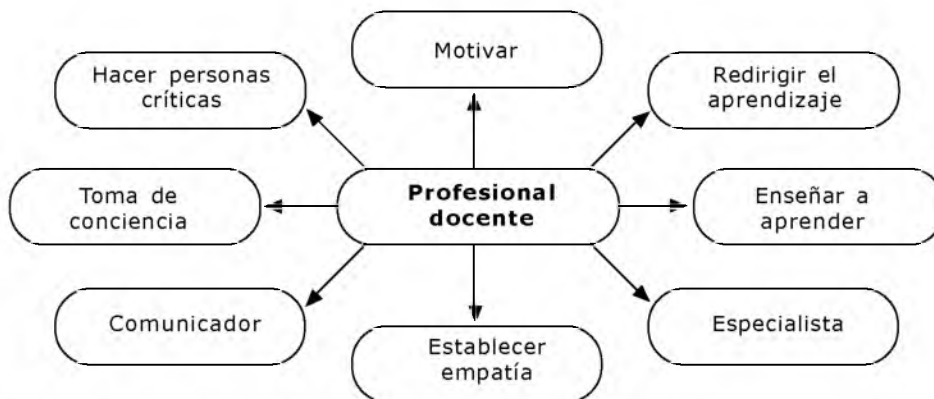 Motivar
Hacer personas
críticas
Redirigir el
aprendizaje
Toma de
conciencia
Profesional
docente
Enseñar a
aprender
Comunicador
Establecer
empatía
Especialista